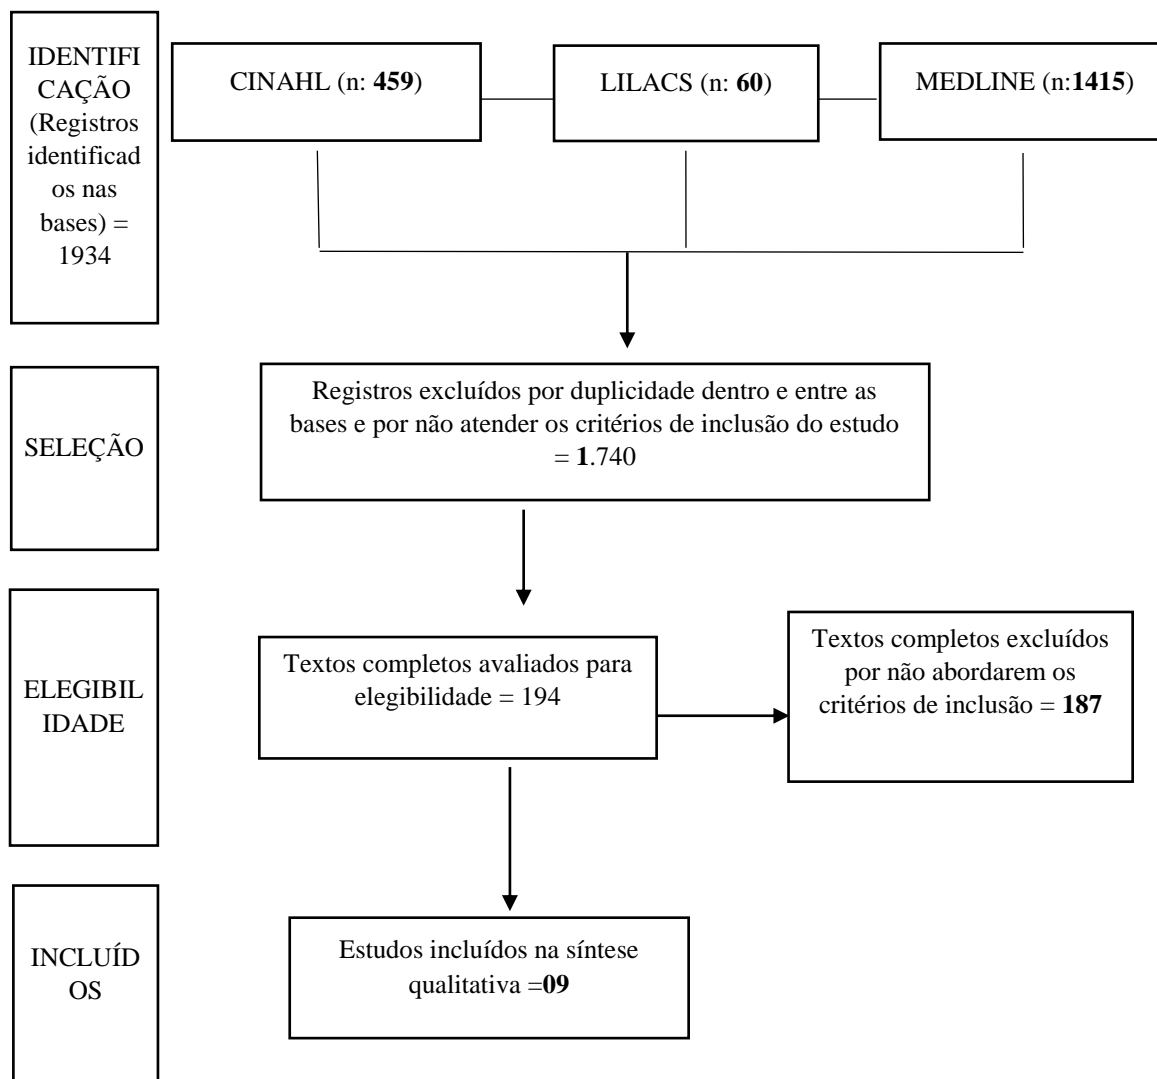 IDENTIFI
CAÇÃO
(Registros
identificad
os nas
bases) =
1934
CINAHL (n: 459)
LILACS (n: 60)
MEDLINE (n:1415)
SELEÇÃO
Registros excluídos por duplicidade dentro e entre as
bases e por não atender os critérios de inclusão do estudo
= 1.740
ELEGIBIL
IDADE
Textos completos avaliados para
elegibilidade = 194
Textos completos excluídos
por não abordarem os
critérios de inclusão = 187
INCLUÍD
OS
Estudos incluídos na síntese
qualitativa =09